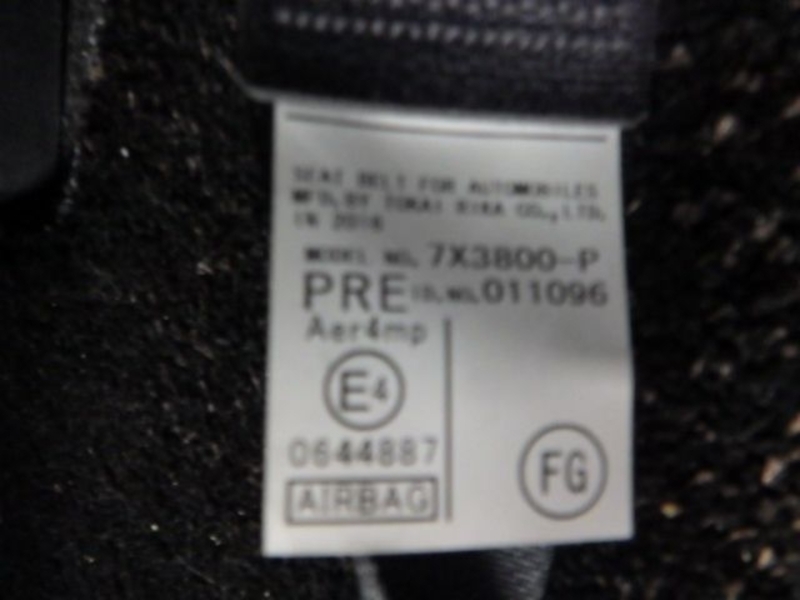 SEAT BELT FOR AUTOMOBILES
MFD. BY TOKAI RIKA CO., LTD.
IN 2016
MODEL NO. 7X3800-P
PRE ID. NO. 011096
Aer4mp
E4
0644887
AIRBAG
FG